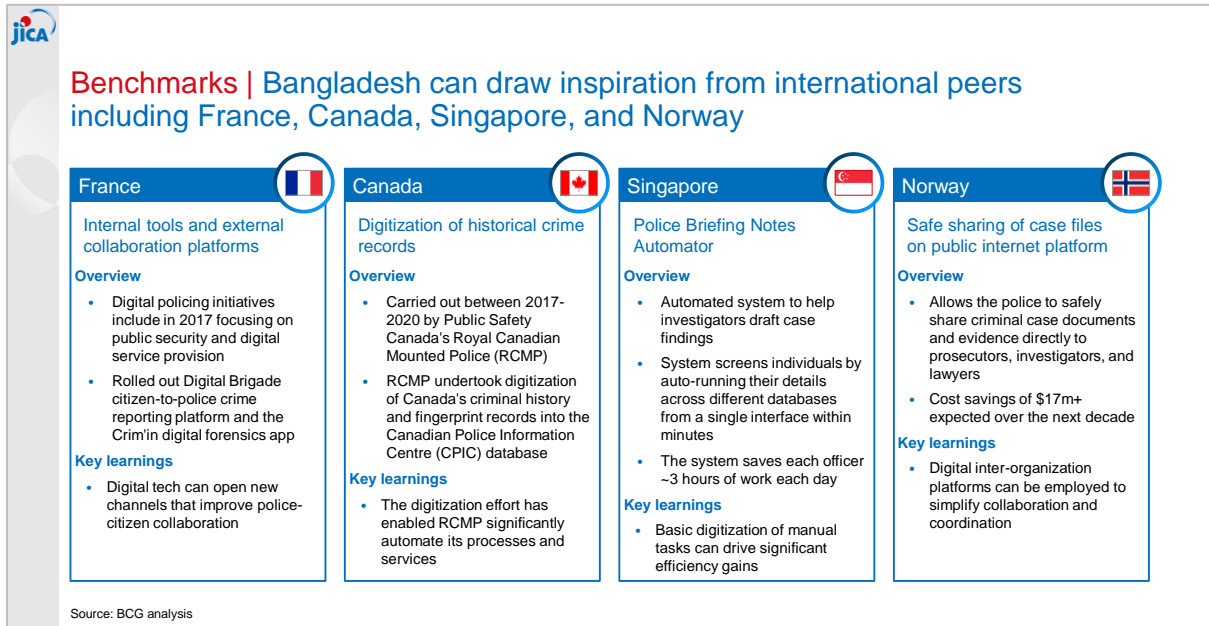 jICA
Benchmarks | Bangladesh can draw inspiration from international peers
including France, Canada, Singapore, and Norway
France
Internal tools and external
collaboration platforms
Overview
• Digital policing initiatives
include in 2017 focusing on
public security and digital
service provision
• Rolled out Digital Brigade
citizen-to-police crime
reporting platform and the
Crim'in digital forensics app
Key learnings
• Digital tech can open new
channels that improve police-
citizen collaboration
Canada
Digitization of historical crime
records
Overview
• Carried out between 2017-
2020 by Public Safety
Canada's Royal Canadian
Mounted Police (RCMP)
• RCMP undertook digitization
of Canada's criminal history
and fingerprint records into the
Canadian Police Information
Centre (CPIC) database
Key learnings
• The digitization effort has
enabled RCMP significantly
automate its processes and
services
Singapore
Police Briefing Notes
Automator
Overview
• Automated system to help
investigators draft case
findings
• System screens individuals by
auto-running their details
across different databases
from a single interface within
minutes
• The system saves each officer
~3 hours of work each day
Key learnings
• Basic digitization of manual
tasks can drive significant
efficiency gains
Norway
Safe sharing of case files
on public internet platform
Overview
• Allows the police to safely
share criminal case documents
and evidence directly to
prosecutors, investigators, and
lawyers
• Cost savings of $17m+
expected over the next decade
Key learnings
• Digital inter-organization
platforms can be employed to
simplify collaboration and
coordination
Source: BCG analysis